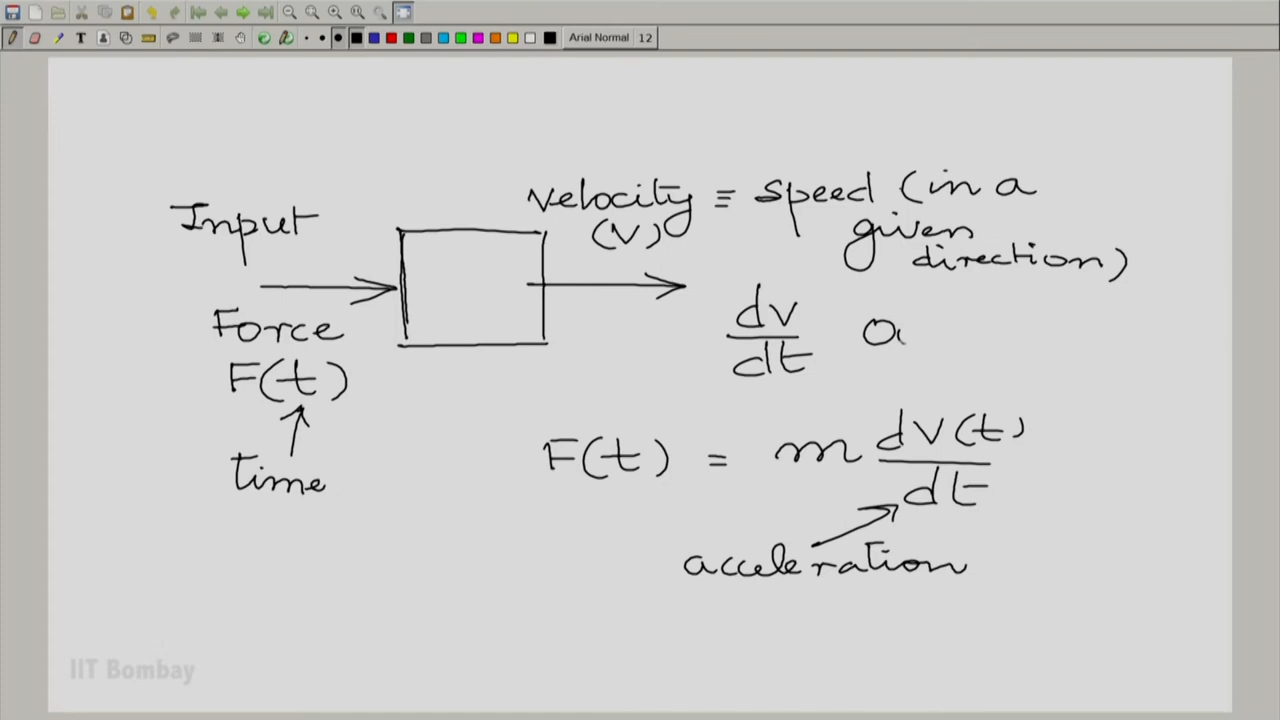 Arial Normal 12
Velocity ≡ speed (in a
given
direction)
(V)
Input
Force
F(t)
time
dV
dt
F(t) = m dV(t)
dt
acceleration
IIT Bombay